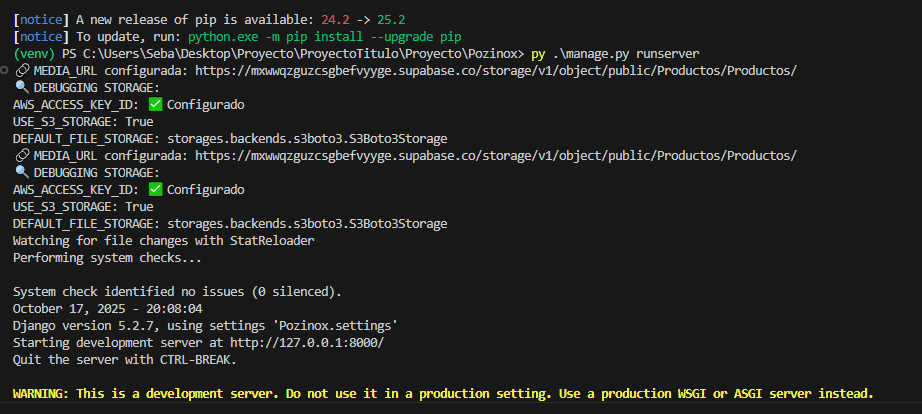 [notice] A new release of pip is available: 24.2 -> 25.2
[notice] To update, run: python.exe -m pip install --upgrade pip
(venv) PS C:\Users\Seba\Desktop\Proyecto\ProyectoTitulo\Proyecto\Pozinox> py .\manage.py runserver
🔗 MEDIA_URL configurada: https://mxwwqzguzcsgbefvyyge.supabase.co/storage/v1/object/public/Productos/Productos/
🔍 DEBUGGING STORAGE:
AWS_ACCESS_KEY_ID: ✅ Configurado
USE_S3_STORAGE: True
DEFAULT_FILE_STORAGE: storages.backends.s3boto3.S3Boto3Storage
🔗 MEDIA_URL configurada: https://mxwwqzguzcsgbefvyyge.supabase.co/storage/v1/object/public/Productos/Productos/
🔍 DEBUGGING STORAGE:
AWS_ACCESS_KEY_ID: ✅ Configurado
USE_S3_STORAGE: True
DEFAULT_FILE_STORAGE: storages.backends.s3boto3.S3Boto3Storage
Watching for file changes with StatReloader
Performing system checks...

System check identified no issues (0 silenced).
October 17, 2025 - 20:08:04
Django version 5.2.7, using settings 'Pozinox.settings'
Starting development server at http://127.0.0.1:8000/
Quit the server with CTRL-BREAK.

WARNING: This is a development server. Do not use it in a production setting. Use a production WSGI or ASGI server instead.